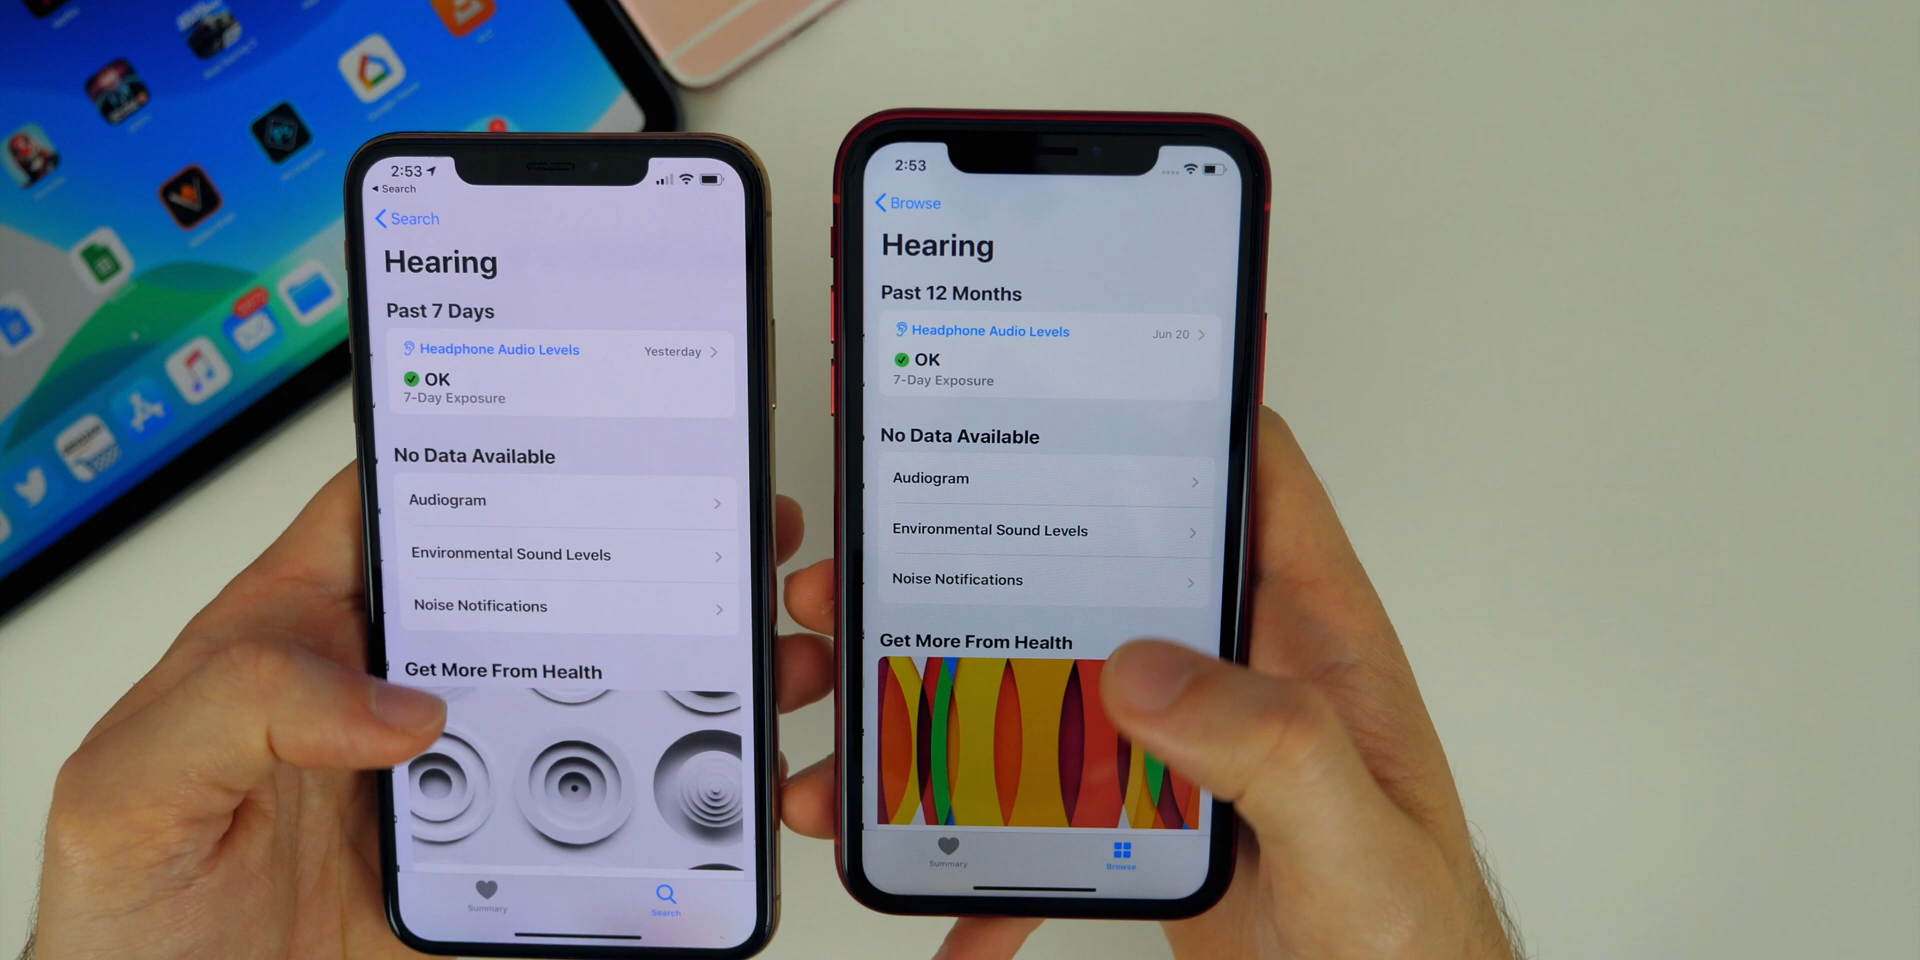 2:53
Search
Search
Hearing
Past 7 Days
Headphone Audio Levels
Yesterday
OK
7-Day Exposure
No Data Available
Audiogram
Environmental Sound Levels
Noise Notifications
Get More From Health
Summary
Search
2:53
Browse
Hearing
Past 12 Months
Headphone Audio Levels
Jun 20
OK
7-Day Exposure
No Data Available
Audiogram
Environmental Sound Levels
Noise Notifications
Get More From Health
Summary
Browse